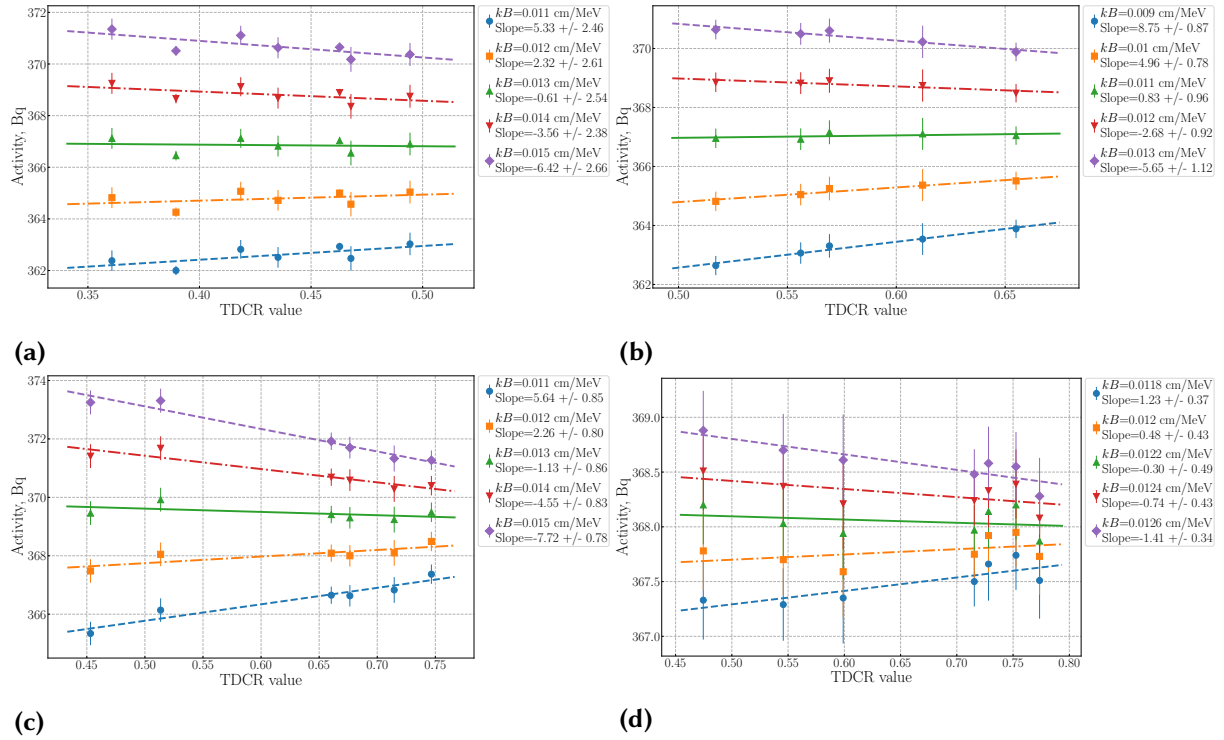 372
370
368
366
364
362
Activity, Bq
0.35
0.40
0.45
0.50
TDCR value
kB=0.011 cm/MeV
Slope=5.33 +/- 2.46
kB=0.012 cm/MeV
Slope=2.32 +/- 2.61
kB=0.013 cm/MeV
Slope=-0.61 +/- 2.54
kB=0.014 cm/MeV
Slope=-3.56 +/- 2.38
kB=0.015 cm/MeV
Slope=-6.42 +/- 2.66
(a)
370
368
366
364
362
Activity, Bq
0.50
0.55
0.60
0.65
TDCR value
kB=0.009 cm/MeV
Slope=8.75 +/- 0.87
kB=0.01 cm/MeV
Slope=4.96 +/- 0.78
kB=0.011 cm/MeV
Slope=0.83 +/- 0.96
kB=0.012 cm/MeV
Slope=-2.68 +/- 0.92
kB=0.013 cm/MeV
Slope=-5.65 +/- 1.12
(b)
374
372
370
368
366
Activity, Bq
0.45
0.50
0.55
0.60
0.65
0.70
0.75
TDCR value
kB=0.011 cm/MeV
Slope=5.64 +/- 0.85
kB=0.012 cm/MeV
Slope=2.26 +/- 0.80
kB=0.013 cm/MeV
Slope=-1.13 +/- 0.86
kB=0.014 cm/MeV
Slope=-4.55 +/- 0.83
kB=0.015 cm/MeV
Slope=-7.72 +/- 0.78
(c)
369.0
368.5
368.0
367.5
367.0
Activity, Bq
0.45
0.50
0.55
0.60
0.65
0.70
0.75
0.80
TDCR value
kB=0.0118 cm/MeV
Slope=1.23 +/- 0.37
kB=0.012 cm/MeV
Slope=0.48 +/- 0.43
kB=0.0122 cm/MeV
Slope=-0.30 +/- 0.49
kB=0.0124 cm/MeV
Slope=-0.74 +/- 0.43
kB=0.0126 cm/MeV
Slope=-1.41 +/- 0.34
(d)